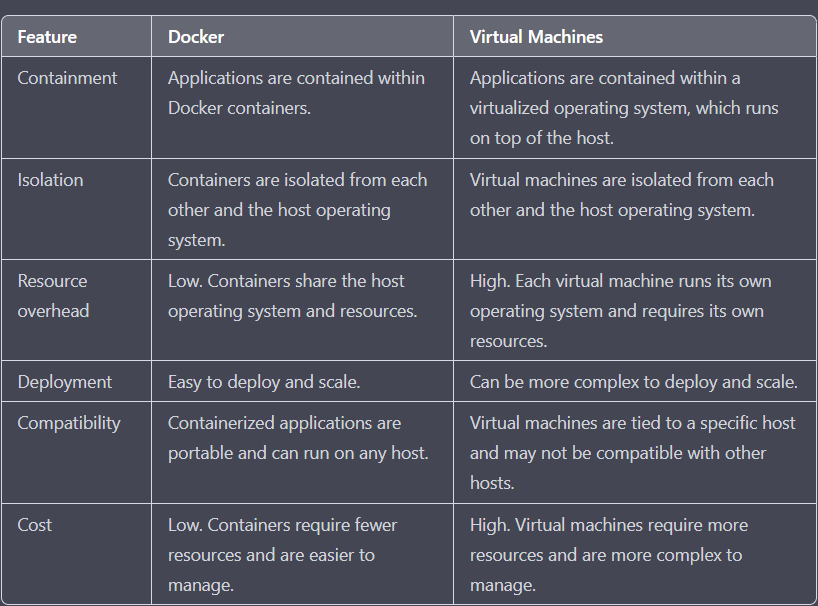 Feature Docker Virtual Machines
Containment Applications are contained within Applications are contained within a
Docker containers. virtualized operating system, which runs
on top of the host.
Isolation Containers are isolated from each Virtual machines are isolated from each
other and the host operating other and the host operating system.
system.
Resource Low. Containers share the host High. Each virtual machine runs its own
overhead operating system and resources. operating system and requires its own
resources.
Deployment Easy to deploy and scale. Can be more complex to deploy and scale.
Compatibility Containerized applications are Virtual machines are tied to a specific host
portable and can run on any host. and may not be compatible with other
hosts.
Cost Low. Containers require fewer High. Virtual machines require more
resources and are easier to resources and are more complex to
manage. manage.